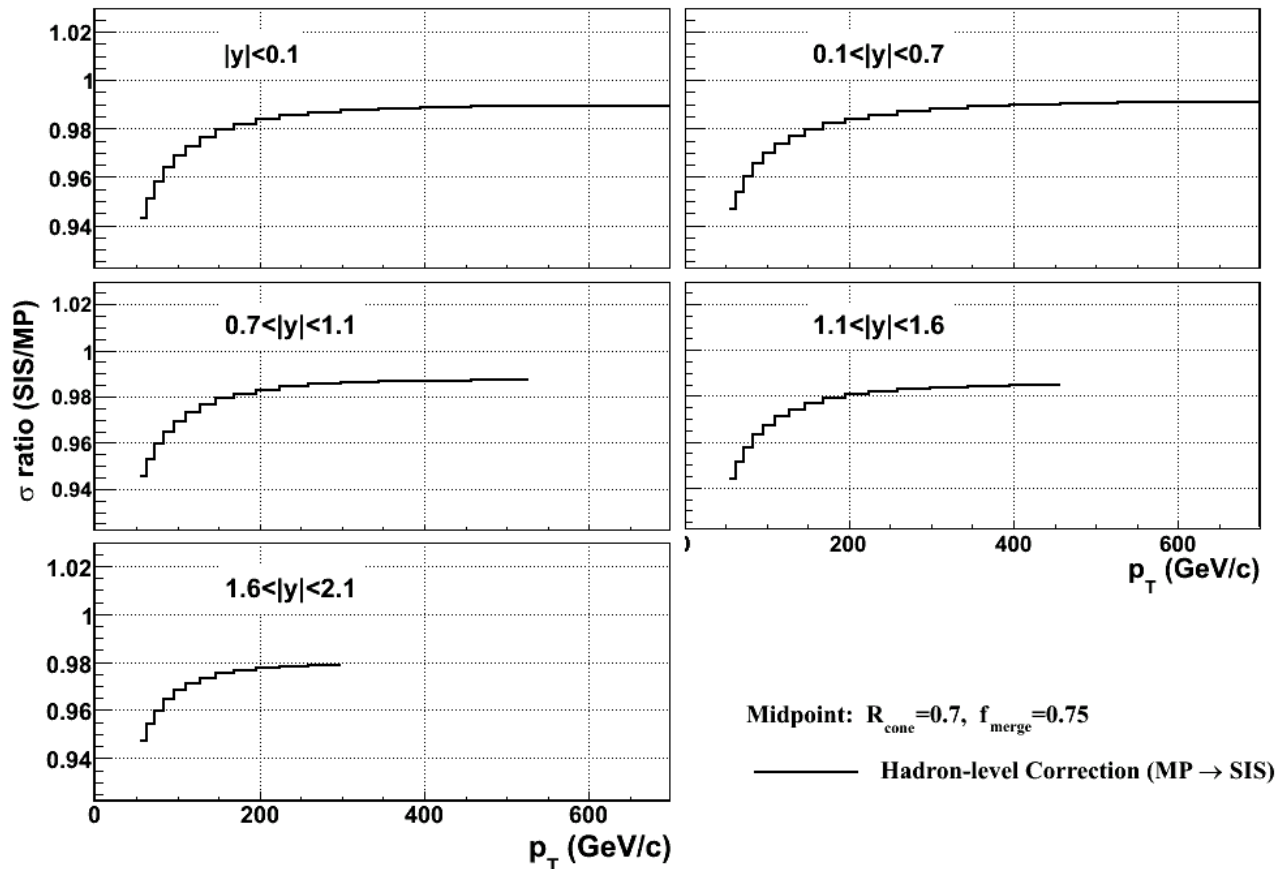 |y|<0.1
0.1<|y|<0.7
1.02
1
0.98
0.96
0.94
0.7<|y|<1.1
1.1<|y|<1.6
1.02
1
0.98
0.96
0.94
σ ratio (SIS/MP)
200
400
600
p_T (GeV/c)
1.6<|y|<2.1
1.02
1
0.98
0.96
0.94
0
200
400
600
p_T (GeV/c)
Midpoint: R_cone=0.7, f_merge=0.75
Hadron-level Correction (MP → SIS)